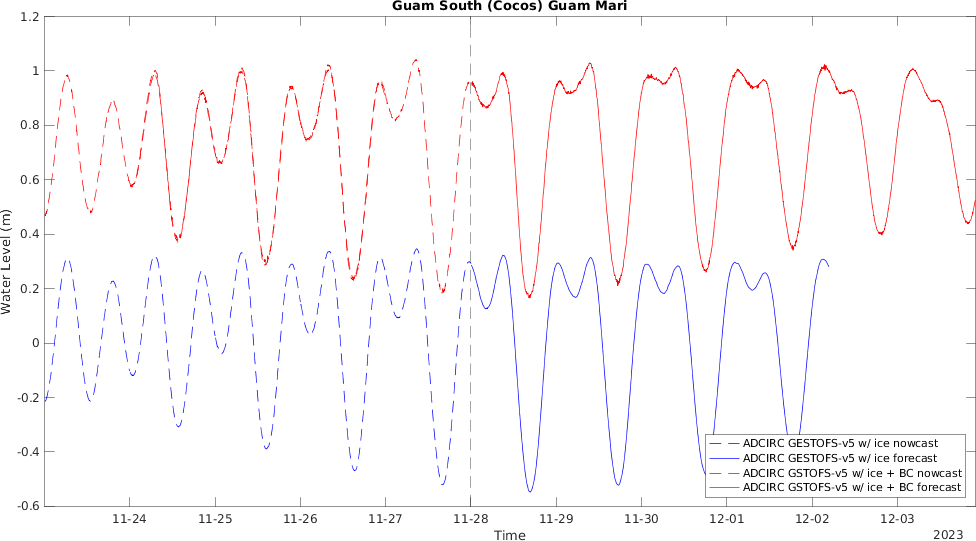 Guam South (Cocos) Guam Mari
Water Level (m)
1.2
1
0.8
0.6
0.4
0.2
0
-0.2
-0.4
-0.6
ADCIRC GESTOFS-v5 w/ ice nowcast
ADCIRC GESTOFS-v5 w/ ice forecast
ADCIRC GSTOFS-v5 w/ ice + BC nowcast
ADCIRC GSTOFS-v5 w/ ice + BC forecast
11-24 11-25 11-26 11-27 11-28 11-29 11-30 12-01 12-02 12-03
Time
2023